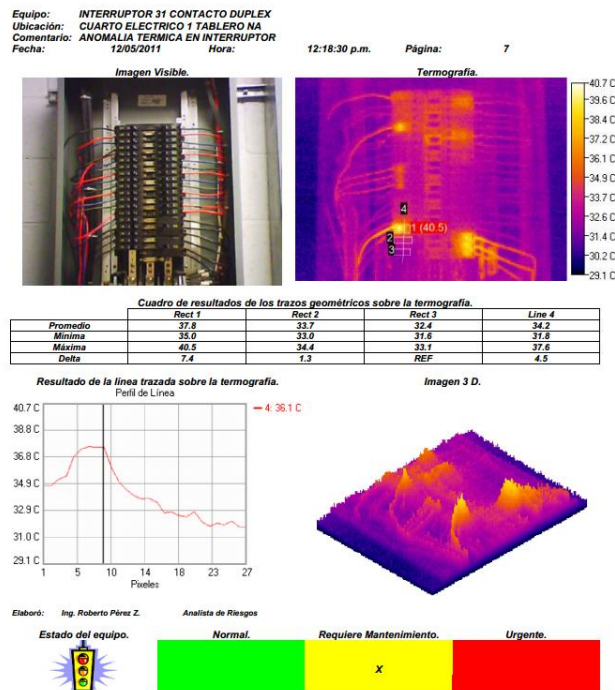 Equipo: INTERRUPTOR 31 CONTACTO DUPLEX
Ubicación: CUARTO ELECTRICO 1 TABLERO NA
Comentario: ANOMALIA TERMICA EN INTERRUPTOR
Fecha: 12/05/2011 Hora: 12:18:30 p.m. Página: 7
Imagen Visible. Termografía.
40.7 C
39.6 C
38.4 C
37.2 C
36.1 C
34.9 C
33.7 C
32.6 C
31.4 C
30.2 C
29.1 C
4
1 (40.5)
2
3
Cuadro de resultados de los trazos geométricos sobre la termografía.
Rect 1 Rect 2 Rect 3 Line 4
Promedio 37.8 33.7 32.4 34.2
Mínima 35.0 33.0 31.6 31.8
Máxima 40.5 34.4 33.1 37.6
Delta 7.4 1.3 REF 4.5
Resultado de la línea trazada sobre la termografía. Imagen 3 D.
Perfil de Línea
40.7 C
38.8 C
36.8 C
34.9 C
32.9 C
31.0 C
29.1 C
1 5 10 14 18 23 27
Pixeles
4: 36.1 C
Elaboró: Ing. Roberto Pérez Z. Analista de Riesgos
Estado del equipo. Normal. Requiere Mantenimiento. Urgente.
X